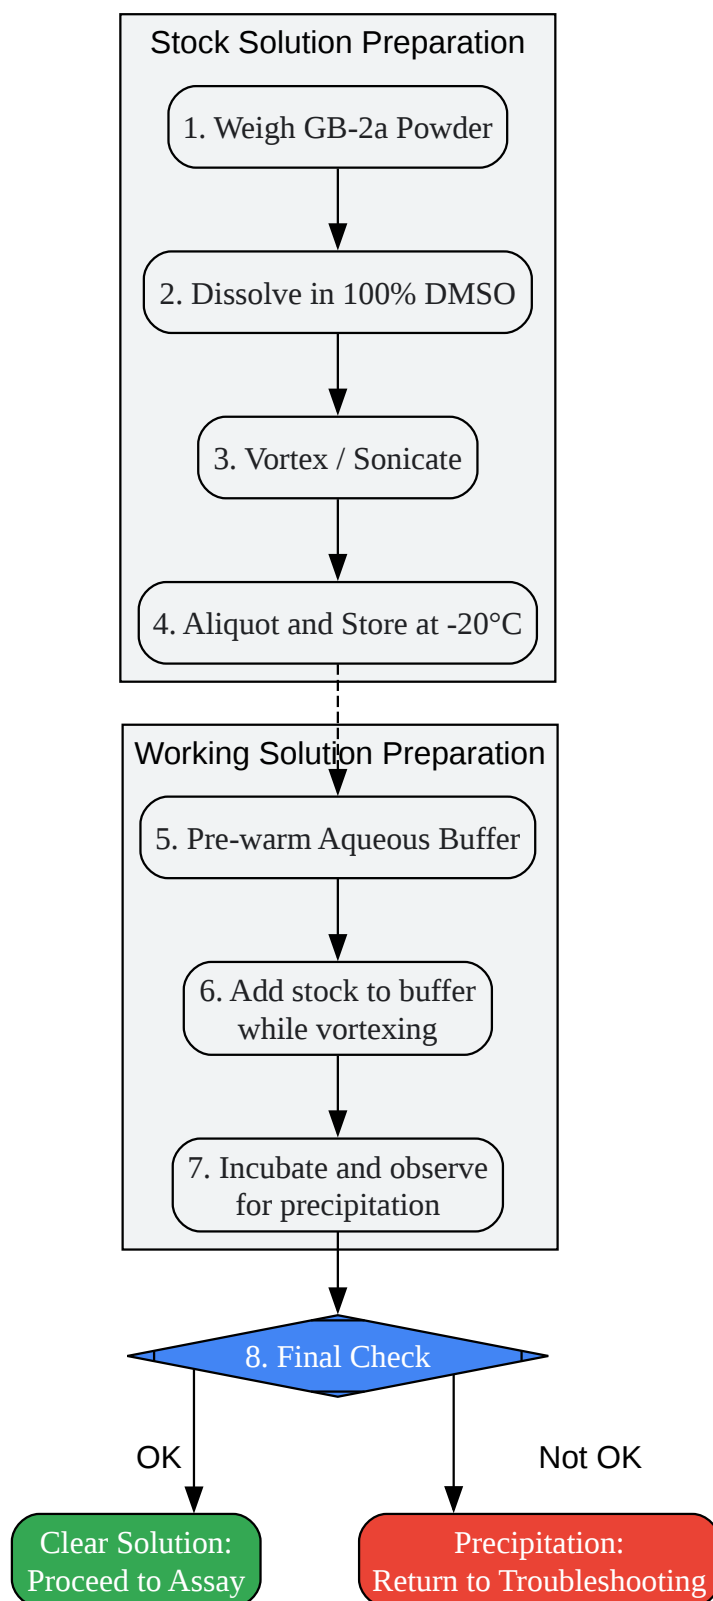 Stock Solution Preparation
1. Weigh GB-2a Powder
2. Dissolve in 100% DMSO
3. Vortex / Sonicate
4. Aliquot and Store at -20°C
Working Solution Preparation
5. Pre-warm Aqueous Buffer
6. Add stock to buffer
while vortexing
7. Incubate and observe
for precipitation
8. Final Check
OK
Not OK
Clear Solution:
Proceed to Assay
Precipitation:
Return to Troubleshooting